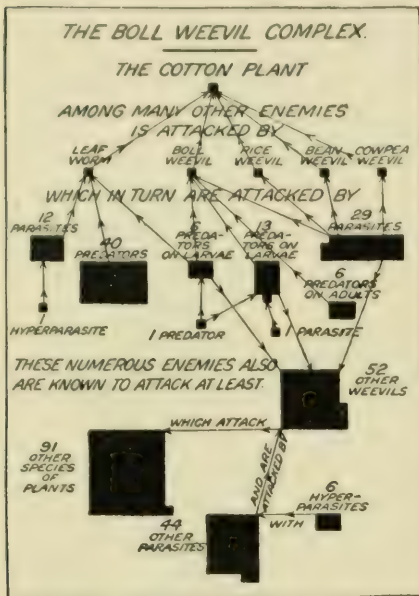 THE BOLL WEEVIL COMPLEX.
THE COTTON PLANT
AMONG MANY OTHER ENEMIES
IS ATTACKED BY
LEAF
WORM
BOLL
WEEVIL
RICE
WEEVIL
BEAN
WEEVIL
COWPEA
WEEVIL
WHICH IN TURN ARE ATTACKED BY
12
PARASITES
40
PREDATORS
PREDA-
TORS
ON LARVAE
13
PREDA-
TORS ON
LARVAE
29
PARASITES
6
PREDATORS
ON ADULTS
HYPERPARASITE
1 PREDATOR
1 PARASITE
THESE NUMEROUS ENEMIES ALSO
ARE KNOWN TO ATTACK AT LEAST.
52
OTHER
WEEVILS
WHICH ATTACK
91
OTHER
SPECIES
OF
PLANTS
AND ARE
ATTACKED BY
44
OTHER
PARASITES
WITH
6
HYPER-
PARASITES